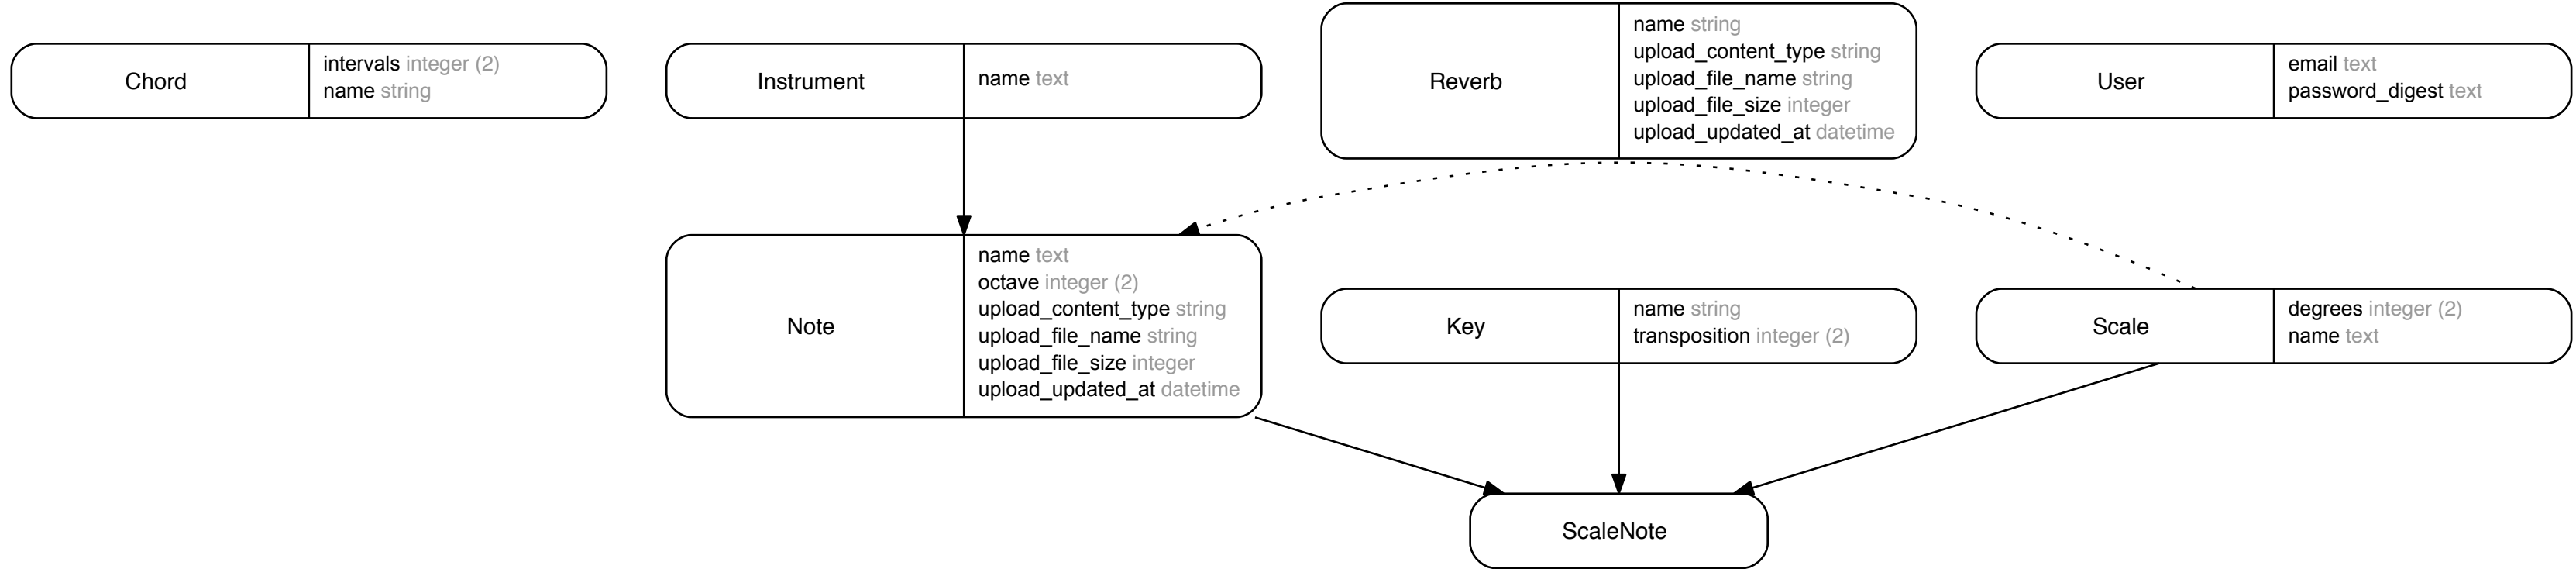 Chord
intervals integer (2)
name string
Instrument
name text
Reverb
name string
upload_content_type string
upload_file_name string
upload_file_size integer
upload_updated_at datetime
User
email text
password_digest text
Note
name text
octave integer (2)
upload_content_type string
upload_file_name string
upload_file_size integer
upload_updated_at datetime
Key
name string
transposition integer (2)
Scale
degrees integer (2)
name text
ScaleNote